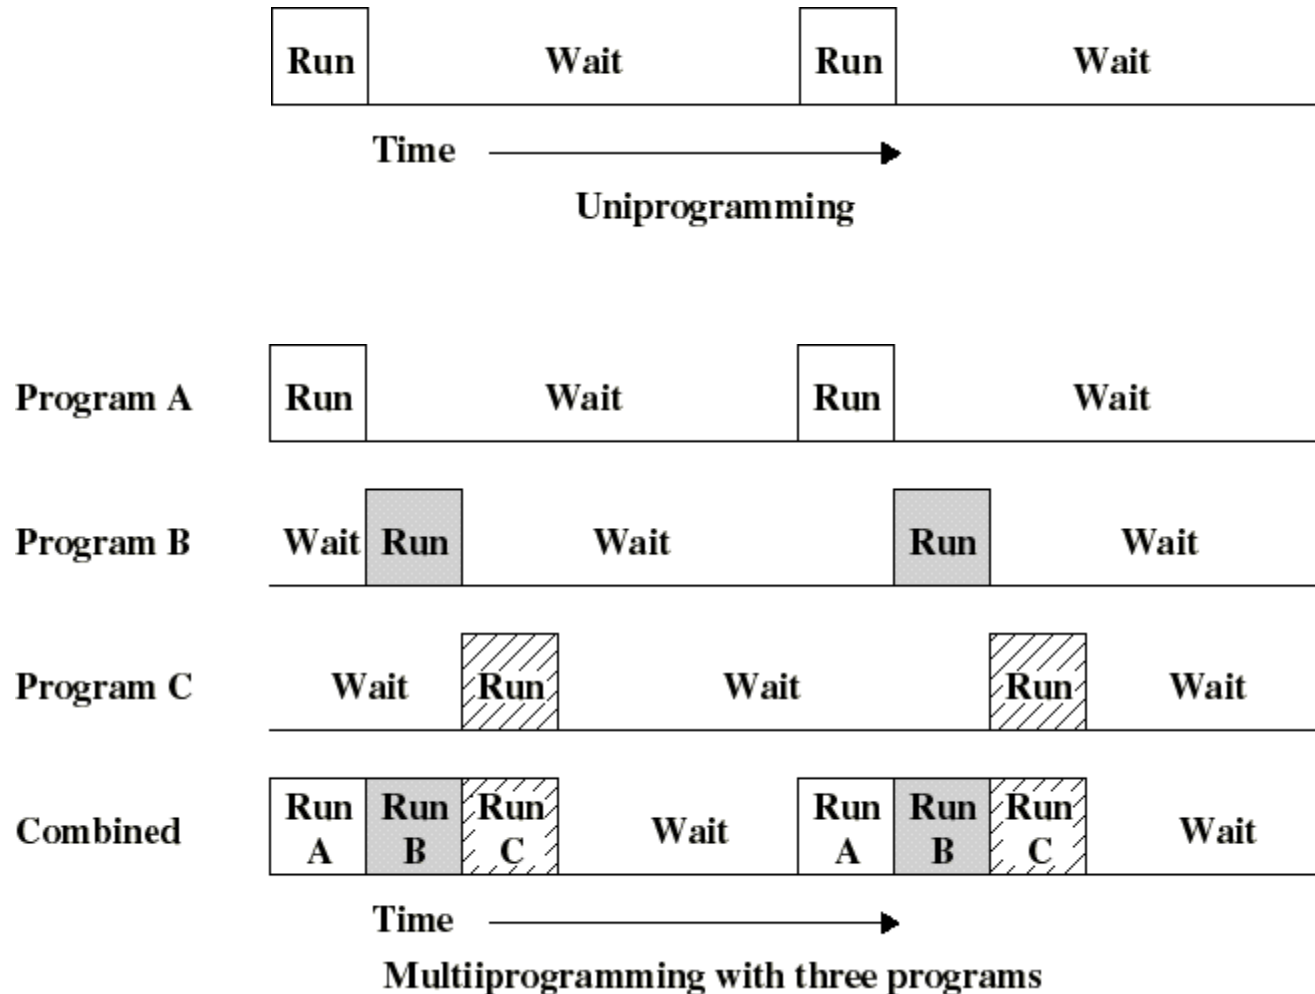 Run Wait Run Wait
Time
Uniprogramming
Program A Run Wait Run Wait
Program B Wait Run Wait Run Wait
Program C Wait Run Wait Run Wait
Combined Run A Run B Run C Wait Run A Run B Run C Wait
Time
Multiiprogramming with three programs